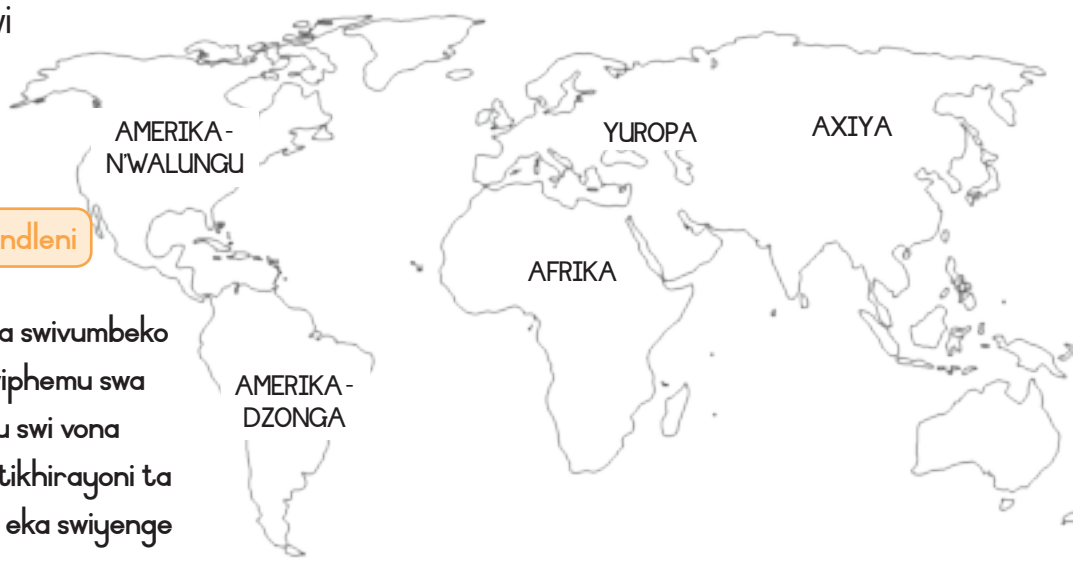 AMERIKA-
N'WALUNGU
YUROPA
AXIYA
ndleni
AFRIKA
a swivumbeko
iphemu swa
AMERIKA-
DZONGA
u swi vona
tikhirayoni ta
eka swiyenge